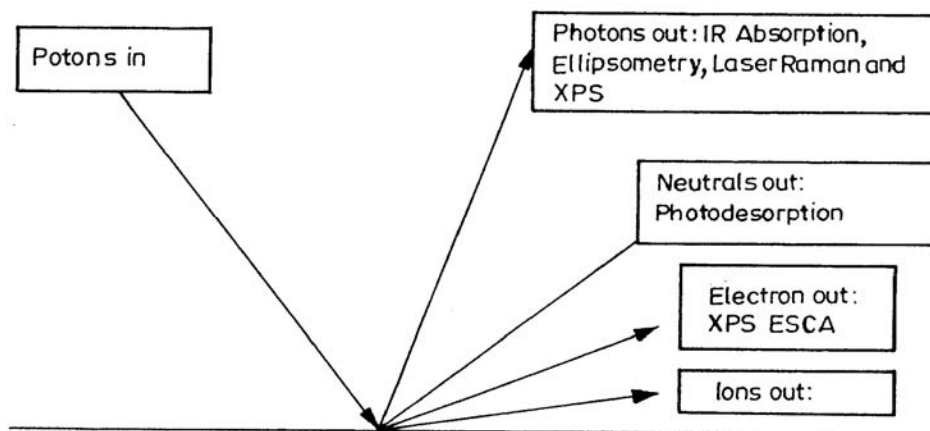 Potons in
Photons out: IR Absorption,
Ellipsometry, Laser Raman and
XPS
Neutrals out:
Photodesorption
Electron out:
XPS ESCA
Ions out: